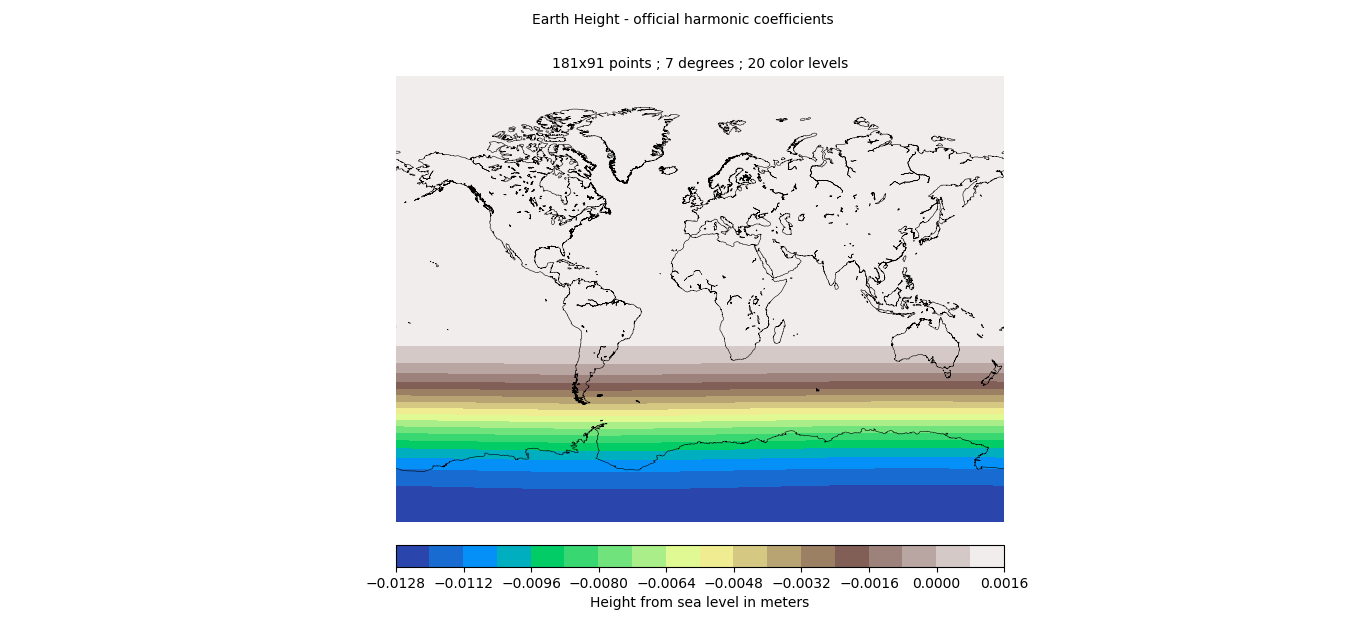 Earth Height - official harmonic coefficients
181x91 points ; 7 degrees ; 20 color levels
−0.0128 −0.0112 −0.0096 −0.0080 −0.0064 −0.0048 −0.0032 −0.0016 0.0000 0.0016
Height from sea level in meters